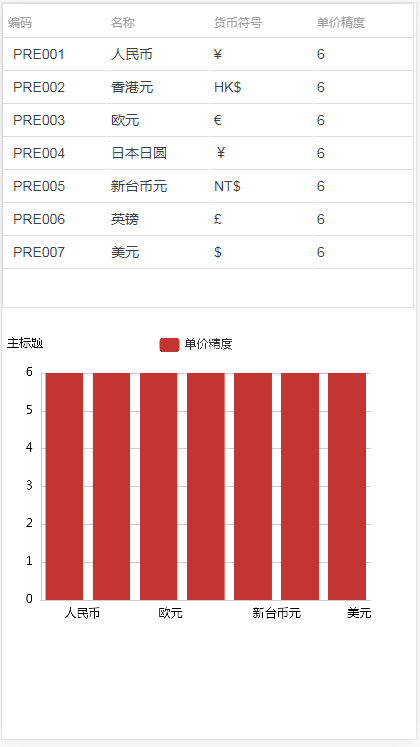 编码 名称 货币符号 单价精度
PRE001 人民币 ¥ 6
PRE002 香港元 HK$ 6
PRE003 欧元 € 6
PRE004 日本日圆 ￥ 6
PRE005 新台币元 NT$ 6
PRE006 英镑 £ 6
PRE007 美元 $ 6
主标题 单价精度
6
5
4
3
2
1
0
人民币 欧元 新台币元 美元